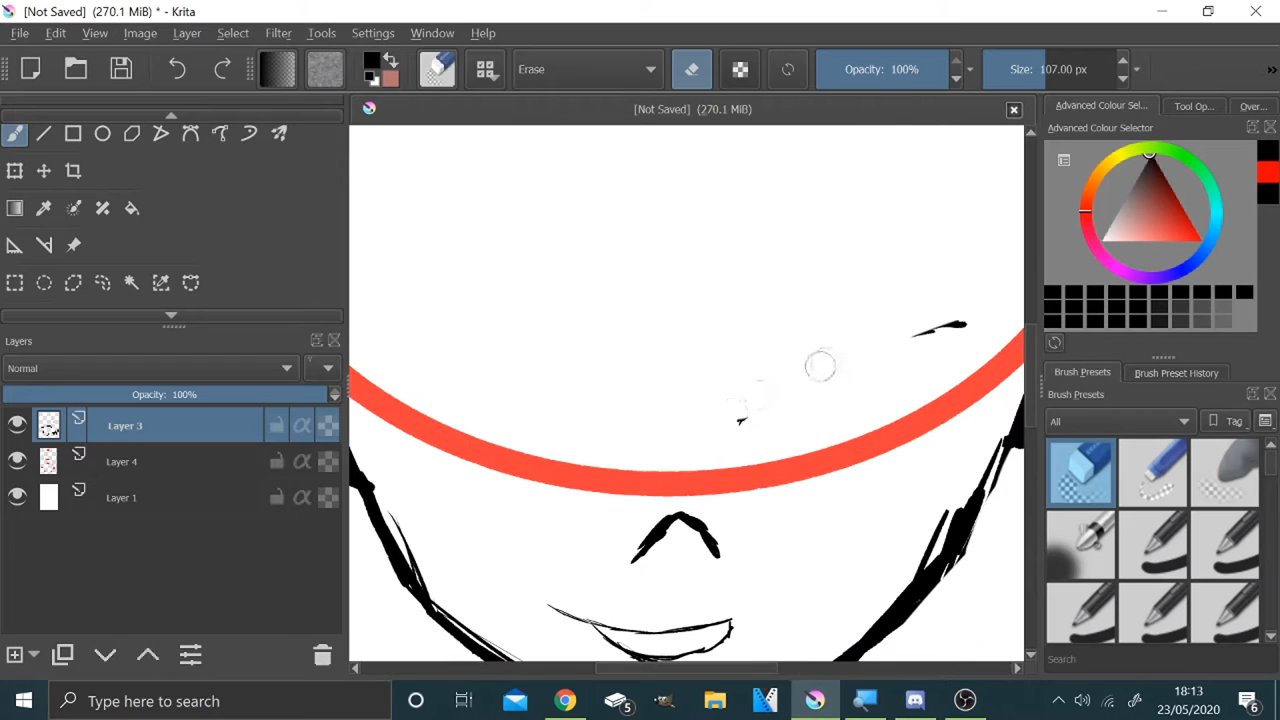 [Not Saved] (270.1 MiB) * - Krita
File Edit View Image Layer Select Filter Tools Settings Window Help
Erase
Opacity: 100%
Size: 107.00 px
»
[Not Saved] (270.1 MiB)
Advanced Colour Sel...
Tool Op...
Over...
Advanced Colour Selector
Layers
Normal
Opacity: 100%
Layer 3
Layer 4
Layer 1
Brush Presets
Brush Preset History
Brush Presets
All
Tag
Search
Type here to search
5
18:13
23/05/2020
6